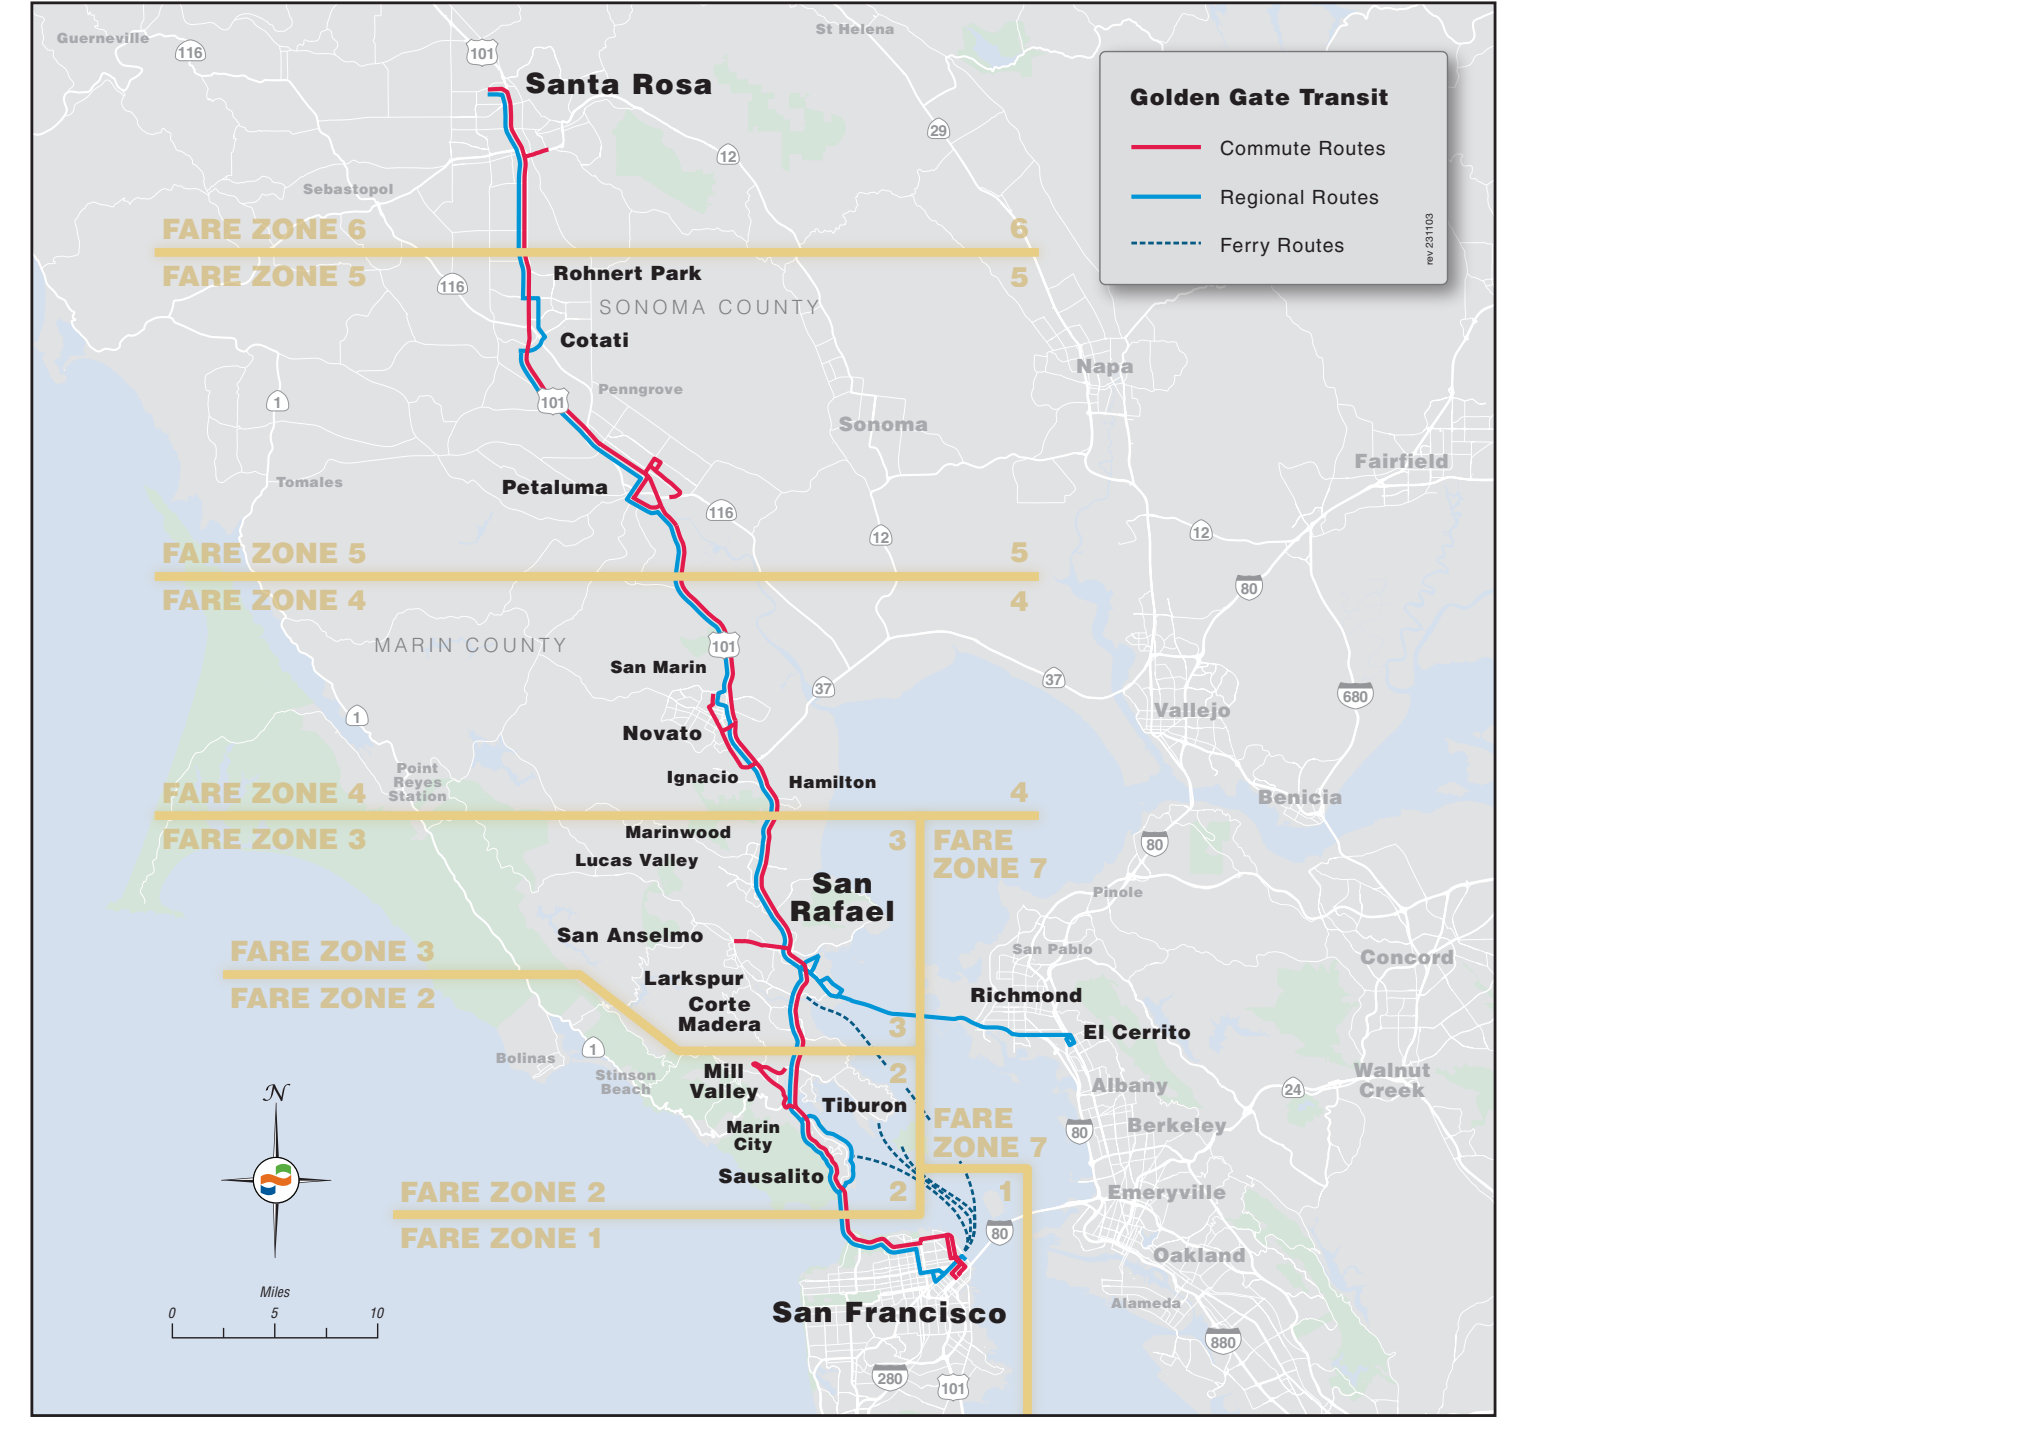 Guerneville
116
101
St Helena
Santa Rosa
Golden Gate Transit
Commute Routes
Regional Routes
Ferry Routes
rev 231103
29
12
Sebastopol
FARE ZONE 6
6
FARE ZONE 5
5
Rohnert Park
116
SONOMA COUNTY
Cotati
Napa
Penngrove
1
101
Sonoma
Fairfield
Tomales
Petaluma
116
12
12
FARE ZONE 5
5
80
FARE ZONE 4
4
MARIN COUNTY
101
San Marin
37
37
680
1
Vallejo
Novato
Point
Reyes
Station
Ignacio
Hamilton
FARE ZONE 4
4
Benicia
Marinwood
FARE ZONE 3
3
FARE
ZONE 7
80
Lucas Valley
San
Rafael
Pinole
San Anselmo
FARE ZONE 3
San Pablo
Concord
Larkspur
FARE ZONE 2
Richmond
Corte
Madera
3
El Cerrito
Bolinas
1
Mill
Valley
2
Stinson
Beach
Albany
24
Walnut
Creek
N
Tiburon
FARE
ZONE 7
Marin
City
80
Berkeley
Sausalito
FARE ZONE 2
2
1
Emeryville
FARE ZONE 1
80
Oakland
Miles
0 5 10
San Francisco
Alameda
880
280
101